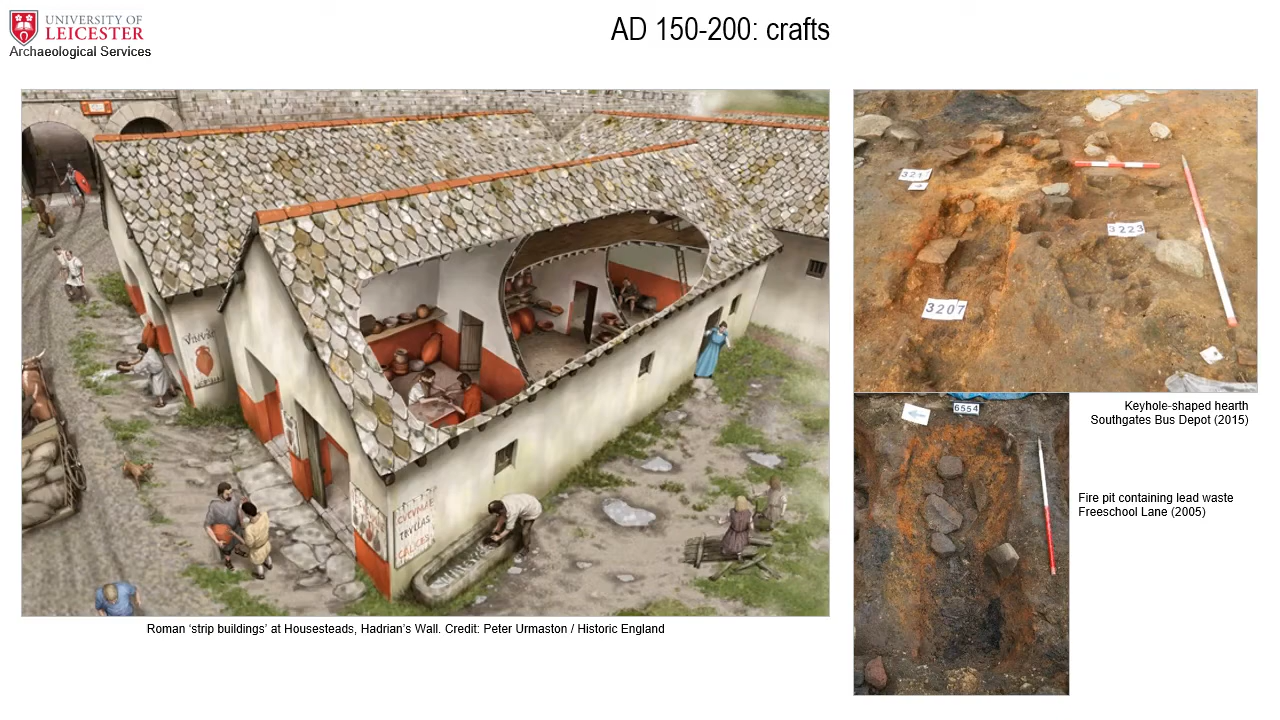 UNIVERSITY OF
LEICESTER
Archaeological Services
AD 150-200: crafts
CVCVMAE
TRVLLAS
CALICES
321
3223
3207
Keyhole-shaped hearth
Southgates Bus Depot (2015)
6554
Fire pit containing lead waste
Freeschool Lane (2005)
Roman ‘strip buildings’ at Housesteads, Hadrian’s Wall. Credit: Peter Urmaston / Historic England